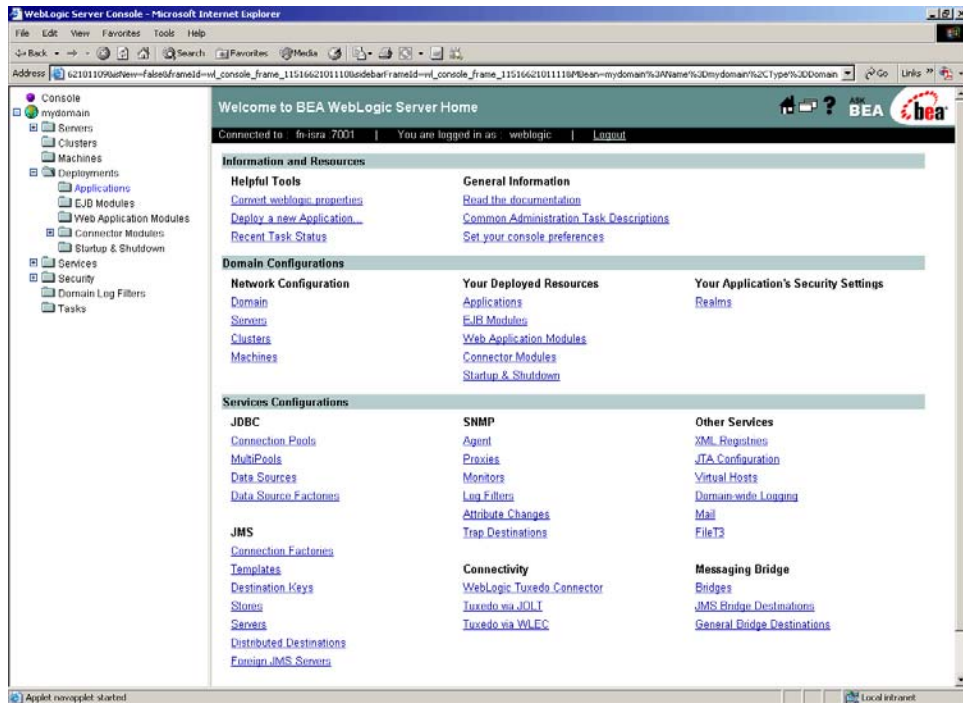 WebLogic Server Console - Microsoft Internet Explorer
File Edit View Favorites Tools Help
Back Search Favorites Media
Address Go Links
Console
mydomain
Servers
Clusters
Machines
Deployments
Applications
EJB Modules
Web Application Modules
Connector Modules
Startup & Shutdown
Services
Security
Domain Log Filters
Tasks
Welcome to BEA WebLogic Server Home
ASK BEA
bea
Connected to : fn-isra 7001 | You are logged in as : weblogic | Logout
Information and Resources
Helpful Tools General Information
Convert weblogic.properties Read the documentation
Deploy a new Application... Common Administration Task Descriptions
Recent Task Status Set your console preferences
Domain Configurations
Network Configuration Your Deployed Resources Your Application's Security Settings
Domain Applications Realms
Servers EJB Modules
Clusters Web Application Modules
Machines Connector Modules
Startup & Shutdown
Services Configurations
JDBC SNMP Other Services
Connection Pools Agent XML Registries
MultiPools Proxies JTA Configuration
Data Sources Monitors Virtual Hosts
Data Source Factories Log Filters Domain-wide Logging
Attribute Changes Mail
JMS Trap Destinations FileT3
Connection Factories
Templates Connectivity Messaging Bridge
Destination Keys WebLogic Tuxedo Connector Bridges
Stores Tuxedo via JOLT JMS Bridge Destinations
Servers Tuxedo via WLEC General Bridge Destinations
Distributed Destinations
Foreign JMS Servers
Applet navapplet started Local intranet